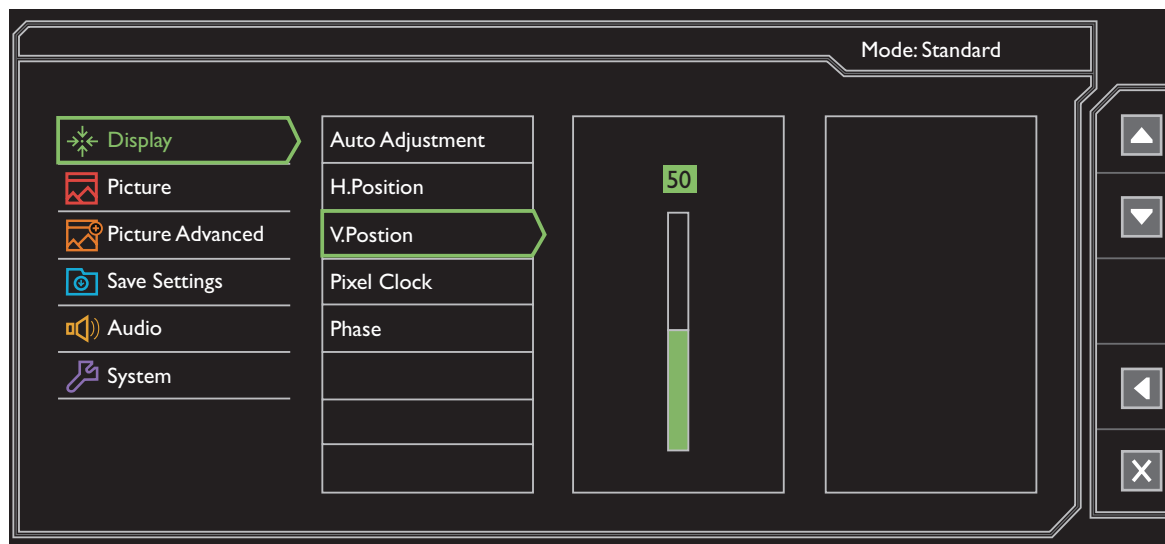 Mode: Standard
Display
Picture
Picture Advanced
Save Settings
Audio
System
Auto Adjustment
H.Position
V.Postion
Pixel Clock
Phase
50